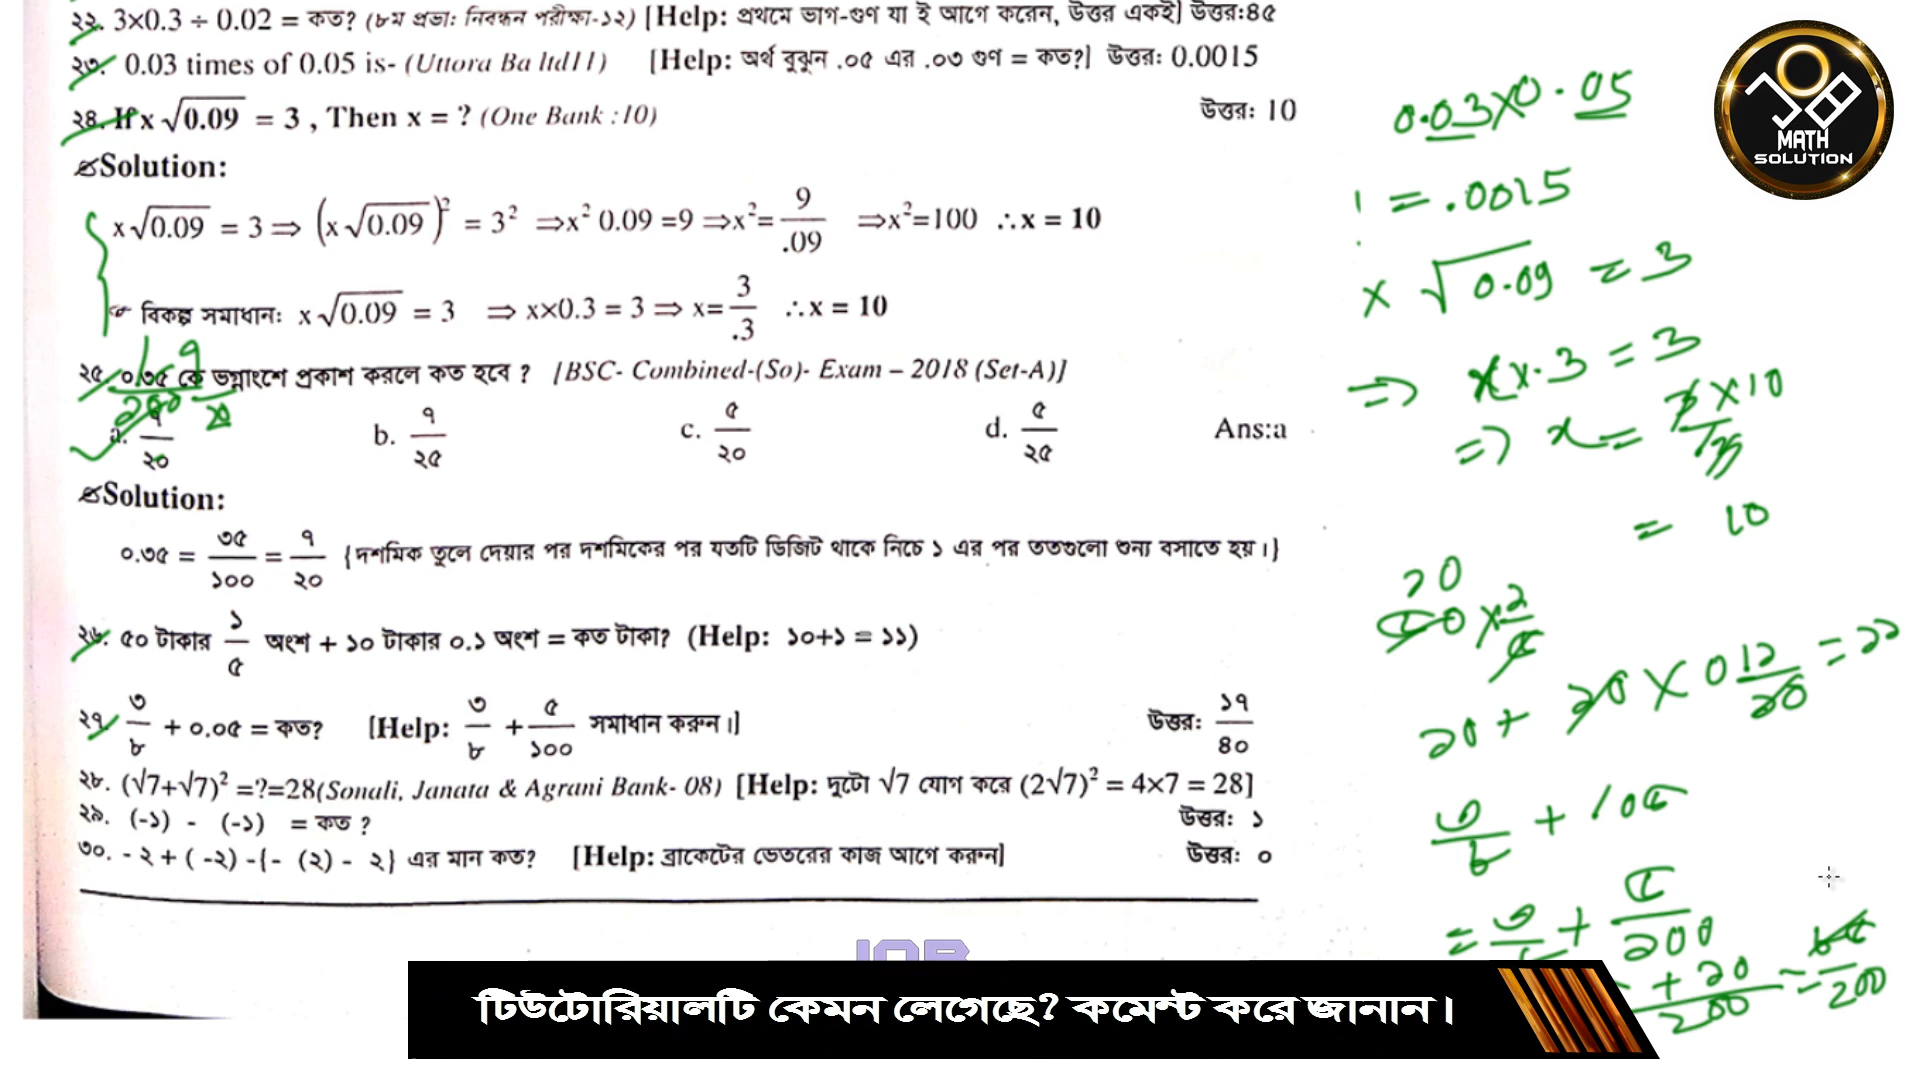 ২২. 3×0.3 ÷ 0.02 = কত? (৮ম প্রভাঃ নিবন্ধন পরীক্ষা-১২) [Help: প্রথমে ভাগ-গুণ যা ই আগে করেন, উত্তর একই] উত্তর:৪৫
২৩. 0.03 times of 0.05 is- (Uttora Ba ltd11) [Help: অর্থ বুঝুন .০৫ এর .০৩ গুণ = কত?] উত্তরঃ 0.0015
২৪. If x √0.09 = 3 , Then x = ? (One Bank :10) উত্তরঃ 10
Solution:
x√0.09 = 3 ⇒ (x√0.09)² = 3² ⇒x² 0.09 =9 ⇒x²= 9/.09 ⇒x²=100 ∴x = 10
বিকল্প সমাধানঃ x√0.09 = 3 ⇒ x×0.3 = 3 ⇒ x= 3/.3 ∴x = 10
২৫. ০.৩৫ কে ভগ্নাংশে প্রকাশ করলে কত হবে ? [BSC- Combined-(So)- Exam – 2018 (Set-A)]
a. ৭/২০ b. ৭/২৫ c. ৫/২০ d. ৫/২৫ Ans:a
Solution:
০.৩৫ = ৩৫/১০০ = ৭/২০ {দশমিক তুলে দেয়ার পর দশমিকের পর যতটি ডিজিট থাকে নিচে ১ এর পর ততগুলো শুন্য বসাতে হয়।}
২৬. ৫০ টাকার ১/৫ অংশ + ১০ টাকার ০.১ অংশ = কত টাকা? (Help: ১০+১ = ১১)
২৭. ৩/৮ + ০.০৫ = কত? [Help: ৩/৮ + ৫/১০০ সমাধান করুন।] উত্তরঃ ১৭/৪০
২৮. (√7+√7)² =?=28(Sonali, Janata & Agrani Bank- 08) [Help: দুটো √7 যোগ করে (2√7)² = 4×7 = 28]
২৯. (-১) - (-১) = কত ? উত্তরঃ ১
৩০. - ২ + ( -২) -{- (২) - ২} এর মান কত? [Help: ব্রাকেটের ভেতরের কাজ আগে করুন] উত্তরঃ ০
0.03×0.05
= .0015
x √0.09 = 3
⇒ x×.3 = 3
= 10
MATH
SOLUTION
JOB
টিউটোরিয়ালটি কেমন লেগেছে? কমেন্ট করে জানান।